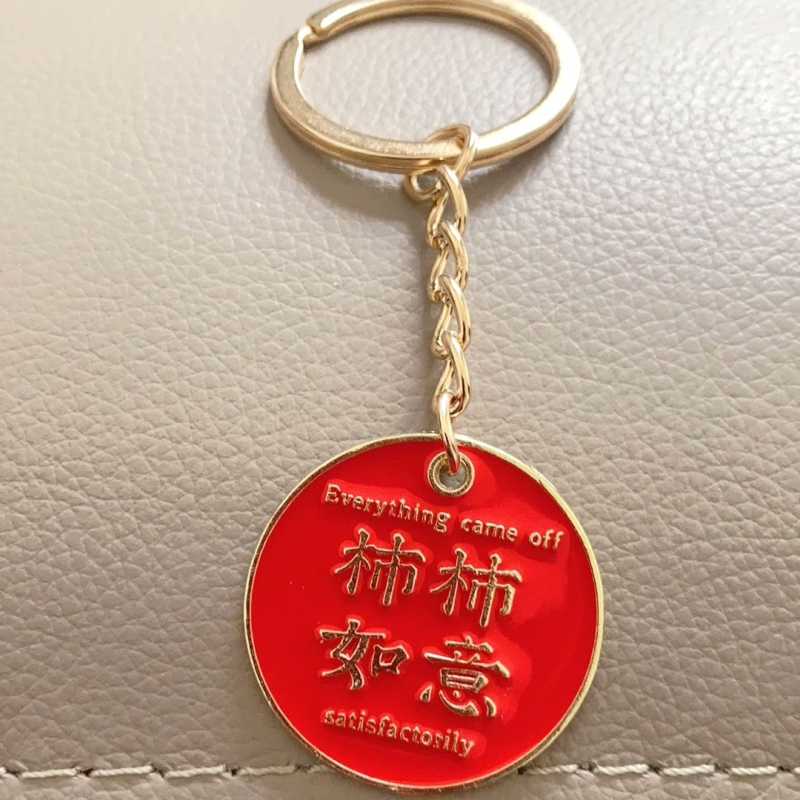 Everything came off
柿柿
如意
satisfactorily